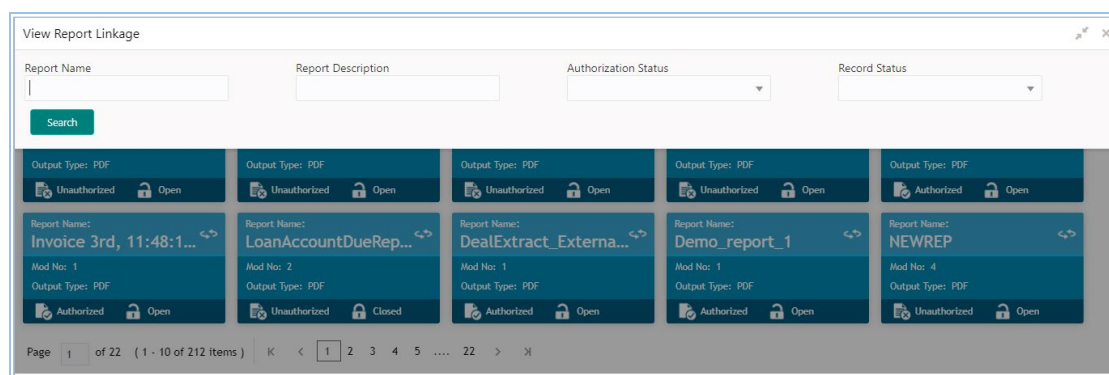 View Report Linkage
Report Name Report Description Authorization Status Record Status
Search
Output Type: PDF Output Type: PDF Output Type: PDF Output Type: PDF Output Type: PDF
Unauthorized Open Unauthorized Open Unauthorized Open Unauthorized Open Authorized Open
Report Name: Report Name: Report Name: Report Name: Report Name:
Invoice 3rd, 11:48:1... LoanAccountDueRep... DealExtract_Externa... Demo_report_1 NEWREP
Mod No: 1 Mod No: 2 Mod No: 1 Mod No: 1 Mod No: 4
Output Type: PDF Output Type: PDF Output Type: PDF Output Type: PDF Output Type: PDF
Authorized Open Unauthorized Closed Authorized Open Authorized Open Unauthorized Open
Page 1 of 22 ( 1 - 10 of 212 items ) K < 1 2 3 4 5 .... 22 > Ж